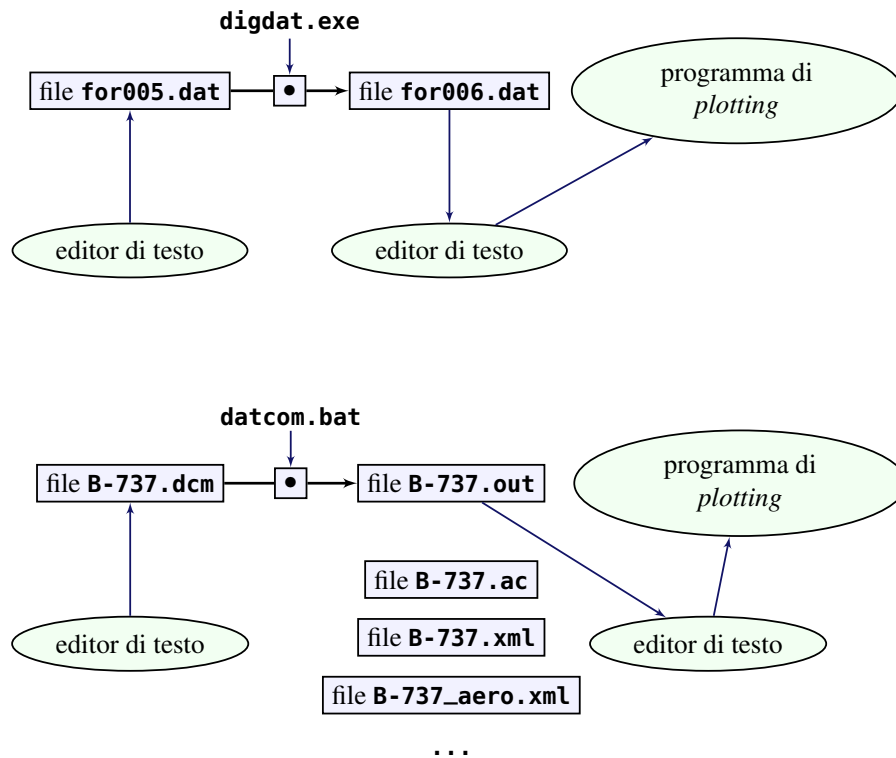 digdat.exe
file for005.dat
file for006.dat
programma di
plotting
editor di testo
editor di testo
datcom.bat
file B-737.dcm
file B-737.out
programma di
plotting
file B-737.ac
file B-737.xml
editor di testo
editor di testo
file B-737_aero.xml
...